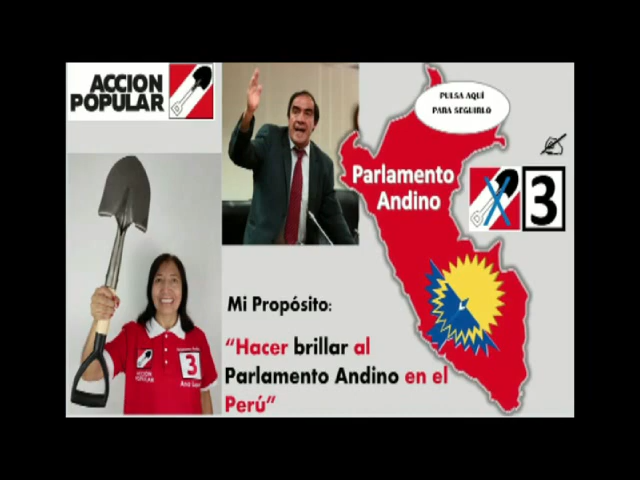 ACCION
POPULAR
PULSA AQUÍ
PARA SEGUIRLO
Parlamento
Andino
3
Mi Propósito:
“Hacer brillar al
Parlamento Andino en el
Perú“
3
ACCION
POPULAR
Ana